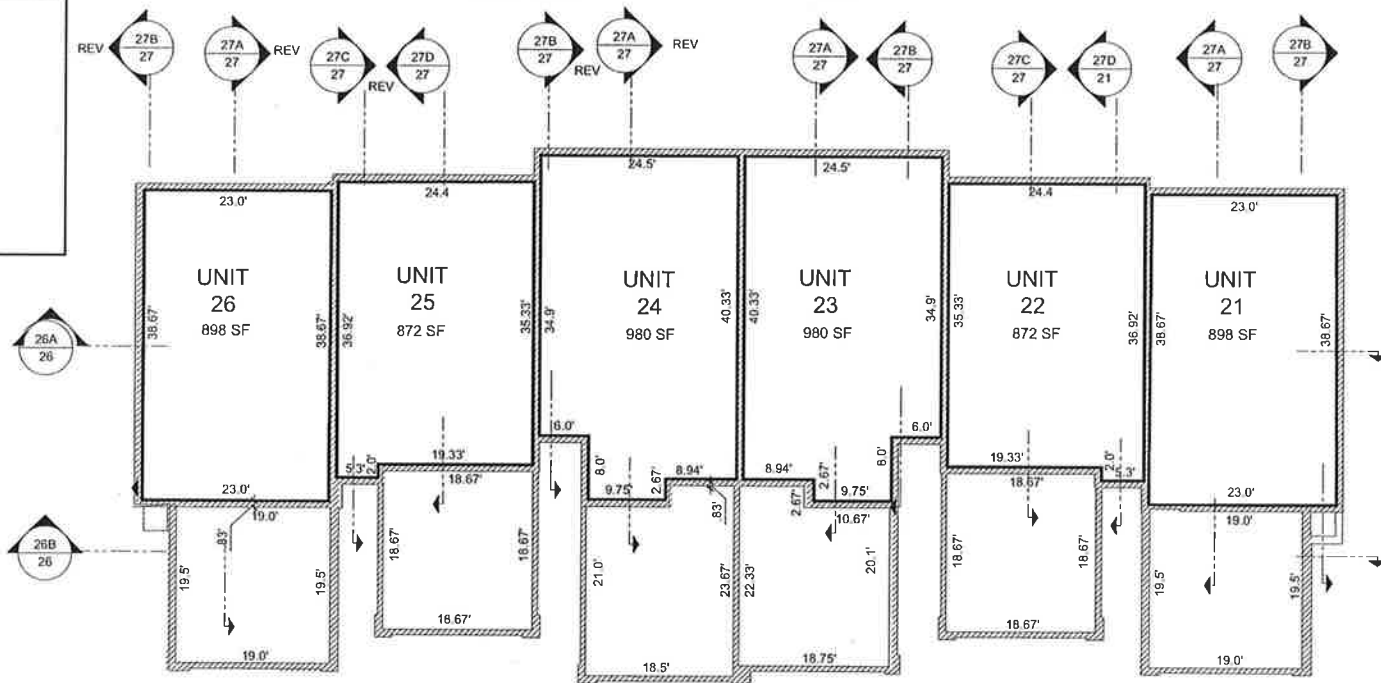 REV
27B
27
27A
27
REV
27C
27
REV
27D
27
27B
27
REV
27A
27
REV
27A
27
27B
27
27C
27
27D
21
27A
27
27B
27
23.0'
24.4
24.5'
24.5'
24.4
23.0'
UNIT
26
898 SF
UNIT
25
872 SF
UNIT
24
980 SF
UNIT
23
980 SF
UNIT
22
872 SF
UNIT
21
898 SF
38.67'
38.67'
36.92'
35.33'
34.9'
40.33'
40.33'
34.9'
35.33'
36.92'
38.67'
38.67'
26A
26
26B
26
23.0'
19.0'
.83'
19.5'
19.5'
19.0'
5.3'
2.0'
19.33'
18.67'
18.67'
18.67'
18.67'
6.0'
8.0'
9.75'
2.67'
8.94'
.83'
21.0'
23.67'
18.5'
8.94'
2.67'
2.67'
9.75'
10.67'
8.0'
6.0'
22.33'
20.1'
18.75'
19.33'
18.67'
2.0'
5.3'
18.67'
18.67'
18.67'
23.0'
19.0'
19.5'
19.5'
19.0'